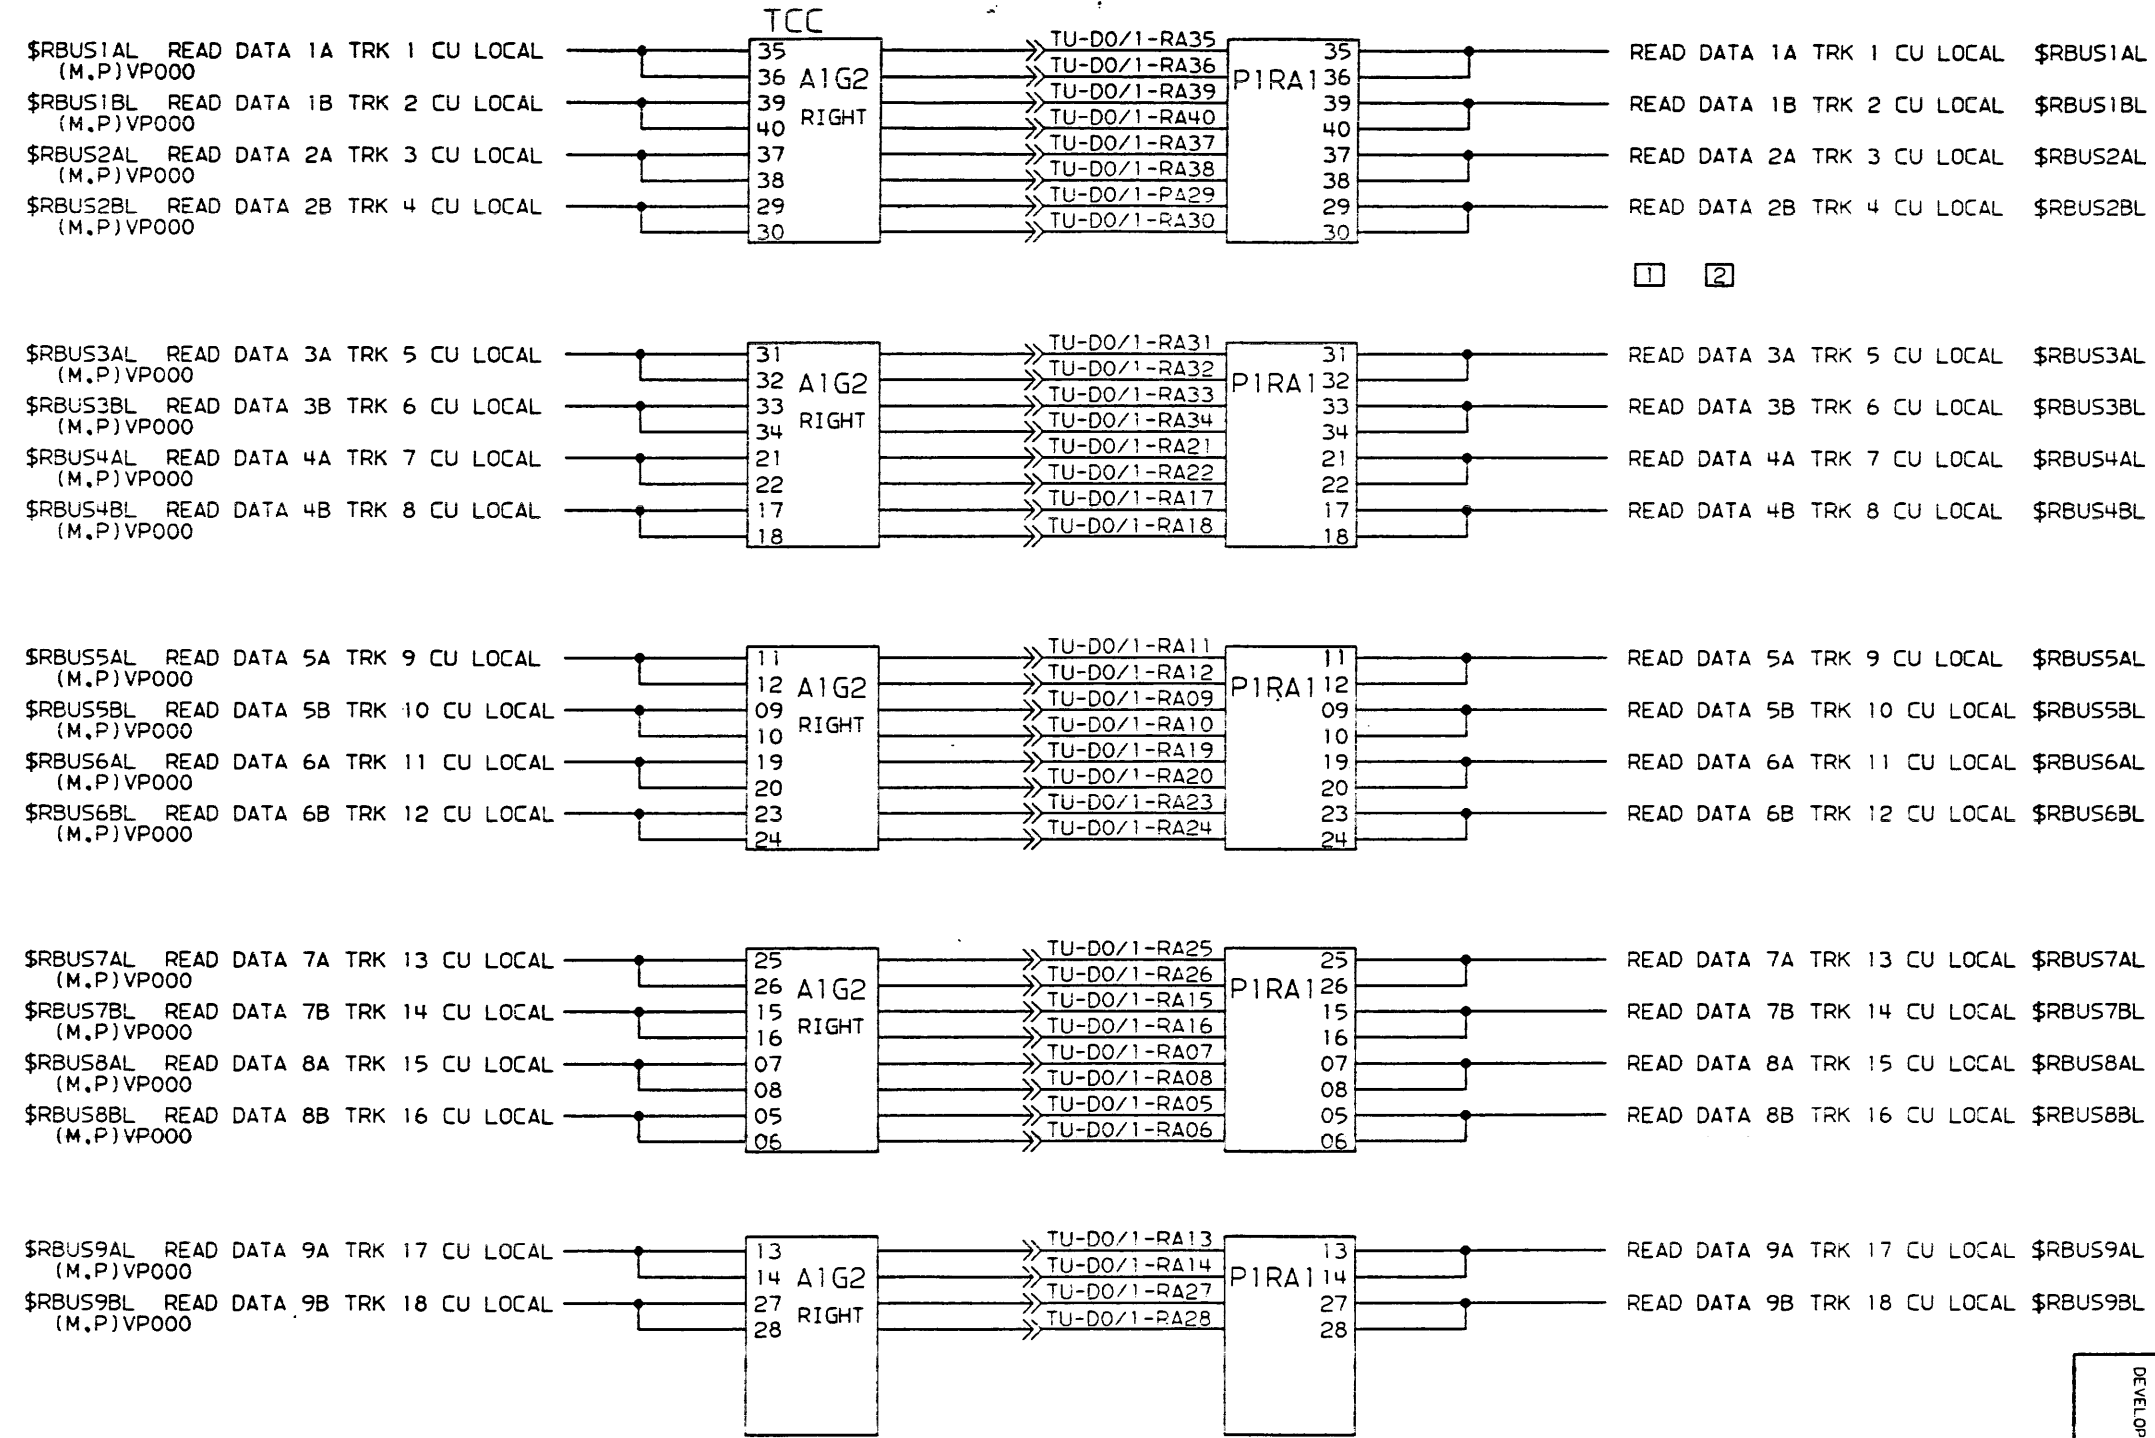 TCC
$RBUS1AL READ DATA 1A TRK 1 CU LOCAL
(M.P)VP000
$RBUS1BL READ DATA 1B TRK 2 CU LOCAL
(M.P)VP000
$RBUS2AL READ DATA 2A TRK 3 CU LOCAL
(M.P)VP000
$RBUS2BL READ DATA 2B TRK 4 CU LOCAL
(M.P)VP000
35
36 A1G2
39
40 RIGHT
37
38
29
30
TU-D0/1-RA35
TU-D0/1-RA36
TU-D0/1-RA39
TU-D0/1-RA40
TU-D0/1-RA37
TU-D0/1-RA38
TU-D0/1-PA29
TU-D0/1-RA30
35
P1RA1 36
39
40
37
38
29
30
READ DATA 1A TRK 1 CU LOCAL $RBUS1AL
READ DATA 1B TRK 2 CU LOCAL $RBUS1BL
READ DATA 2A TRK 3 CU LOCAL $RBUS2AL
READ DATA 2B TRK 4 CU LOCAL $RBUS2BL
1 2
$RBUS3AL READ DATA 3A TRK 5 CU LOCAL
(M.P)VP000
$RBUS3BL READ DATA 3B TRK 6 CU LOCAL
(M.P)VP000
$RBUS4AL READ DATA 4A TRK 7 CU LOCAL
(M.P)VP000
$RBUS4BL READ DATA 4B TRK 8 CU LOCAL
(M.P)VP000
31
32 A1G2
33
34 RIGHT
21
22
17
18
TU-D0/1-RA31
TU-D0/1-RA32
TU-D0/1-RA33
TU-D0/1-RA34
TU-D0/1-RA21
TU-D0/1-RA22
TU-D0/1-RA17
TU-D0/1-RA18
31
P1RA1 32
33
34
21
22
17
18
READ DATA 3A TRK 5 CU LOCAL $RBUS3AL
READ DATA 3B TRK 6 CU LOCAL $RBUS3BL
READ DATA 4A TRK 7 CU LOCAL $RBUS4AL
READ DATA 4B TRK 8 CU LOCAL $RBUS4BL
$RBUS5AL READ DATA 5A TRK 9 CU LOCAL
(M.P)VP000
$RBUS5BL READ DATA 5B TRK 10 CU LOCAL
(M.P)VP000
$RBUS6AL READ DATA 6A TRK 11 CU LOCAL
(M.P)VP000
$RBUS6BL READ DATA 6B TRK 12 CU LOCAL
(M.P)VP000
11
12 A1G2
09
10 RIGHT
19
20
23
24
TU-D0/1-RA11
TU-D0/1-RA12
TU-D0/1-RA09
TU-D0/1-RA10
TU-D0/1-RA19
TU-D0/1-RA20
TU-D0/1-RA23
TU-D0/1-RA24
11
P1RA1 12
09
10
19
20
23
24
READ DATA 5A TRK 9 CU LOCAL $RBUS5AL
READ DATA 5B TRK 10 CU LOCAL $RBUS5BL
READ DATA 6A TRK 11 CU LOCAL $RBUS6AL
READ DATA 6B TRK 12 CU LOCAL $RBUS6BL
$RBUS7AL READ DATA 7A TRK 13 CU LOCAL
(M.P)VP000
$RBUS7BL READ DATA 7B TRK 14 CU LOCAL
(M.P)VP000
$RBUS8AL READ DATA 8A TRK 15 CU LOCAL
(M.P)VP000
$RBUS8BL READ DATA 8B TRK 16 CU LOCAL
(M.P)VP000
25
26 A1G2
15
16 RIGHT
07
08
05
06
TU-D0/1-RA25
TU-D0/1-RA26
TU-D0/1-RA15
TU-D0/1-RA16
TU-D0/1-RA07
TU-D0/1-RA08
TU-D0/1-RA05
TU-D0/1-RA06
25
P1RA1 26
15
16
07
08
05
06
READ DATA 7A TRK 13 CU LOCAL $RBUS7AL
READ DATA 7B TRK 14 CU LOCAL $RBUS7BL
READ DATA 8A TRK 15 CU LOCAL $RBUS8AL
READ DATA 8B TRK 16 CU LOCAL $RBUS8BL
$RBUS9AL READ DATA 9A TRK 17 CU LOCAL
(M.P)VP000
$RBUS9BL READ DATA 9B TRK 18 CU LOCAL
(M.P)VP000
13
14 A1G2
27
28 RIGHT
TU-D0/1-RA13
TU-D0/1-RA14
TU-D0/1-RA27
TU-D0/1-RA28
13
P1RA1 14
27
28
READ DATA 9A TRK 17 CU LOCAL $RBUS9AL
READ DATA 9B TRK 18 CU LOCAL $RBUS9BL
DEVELOP